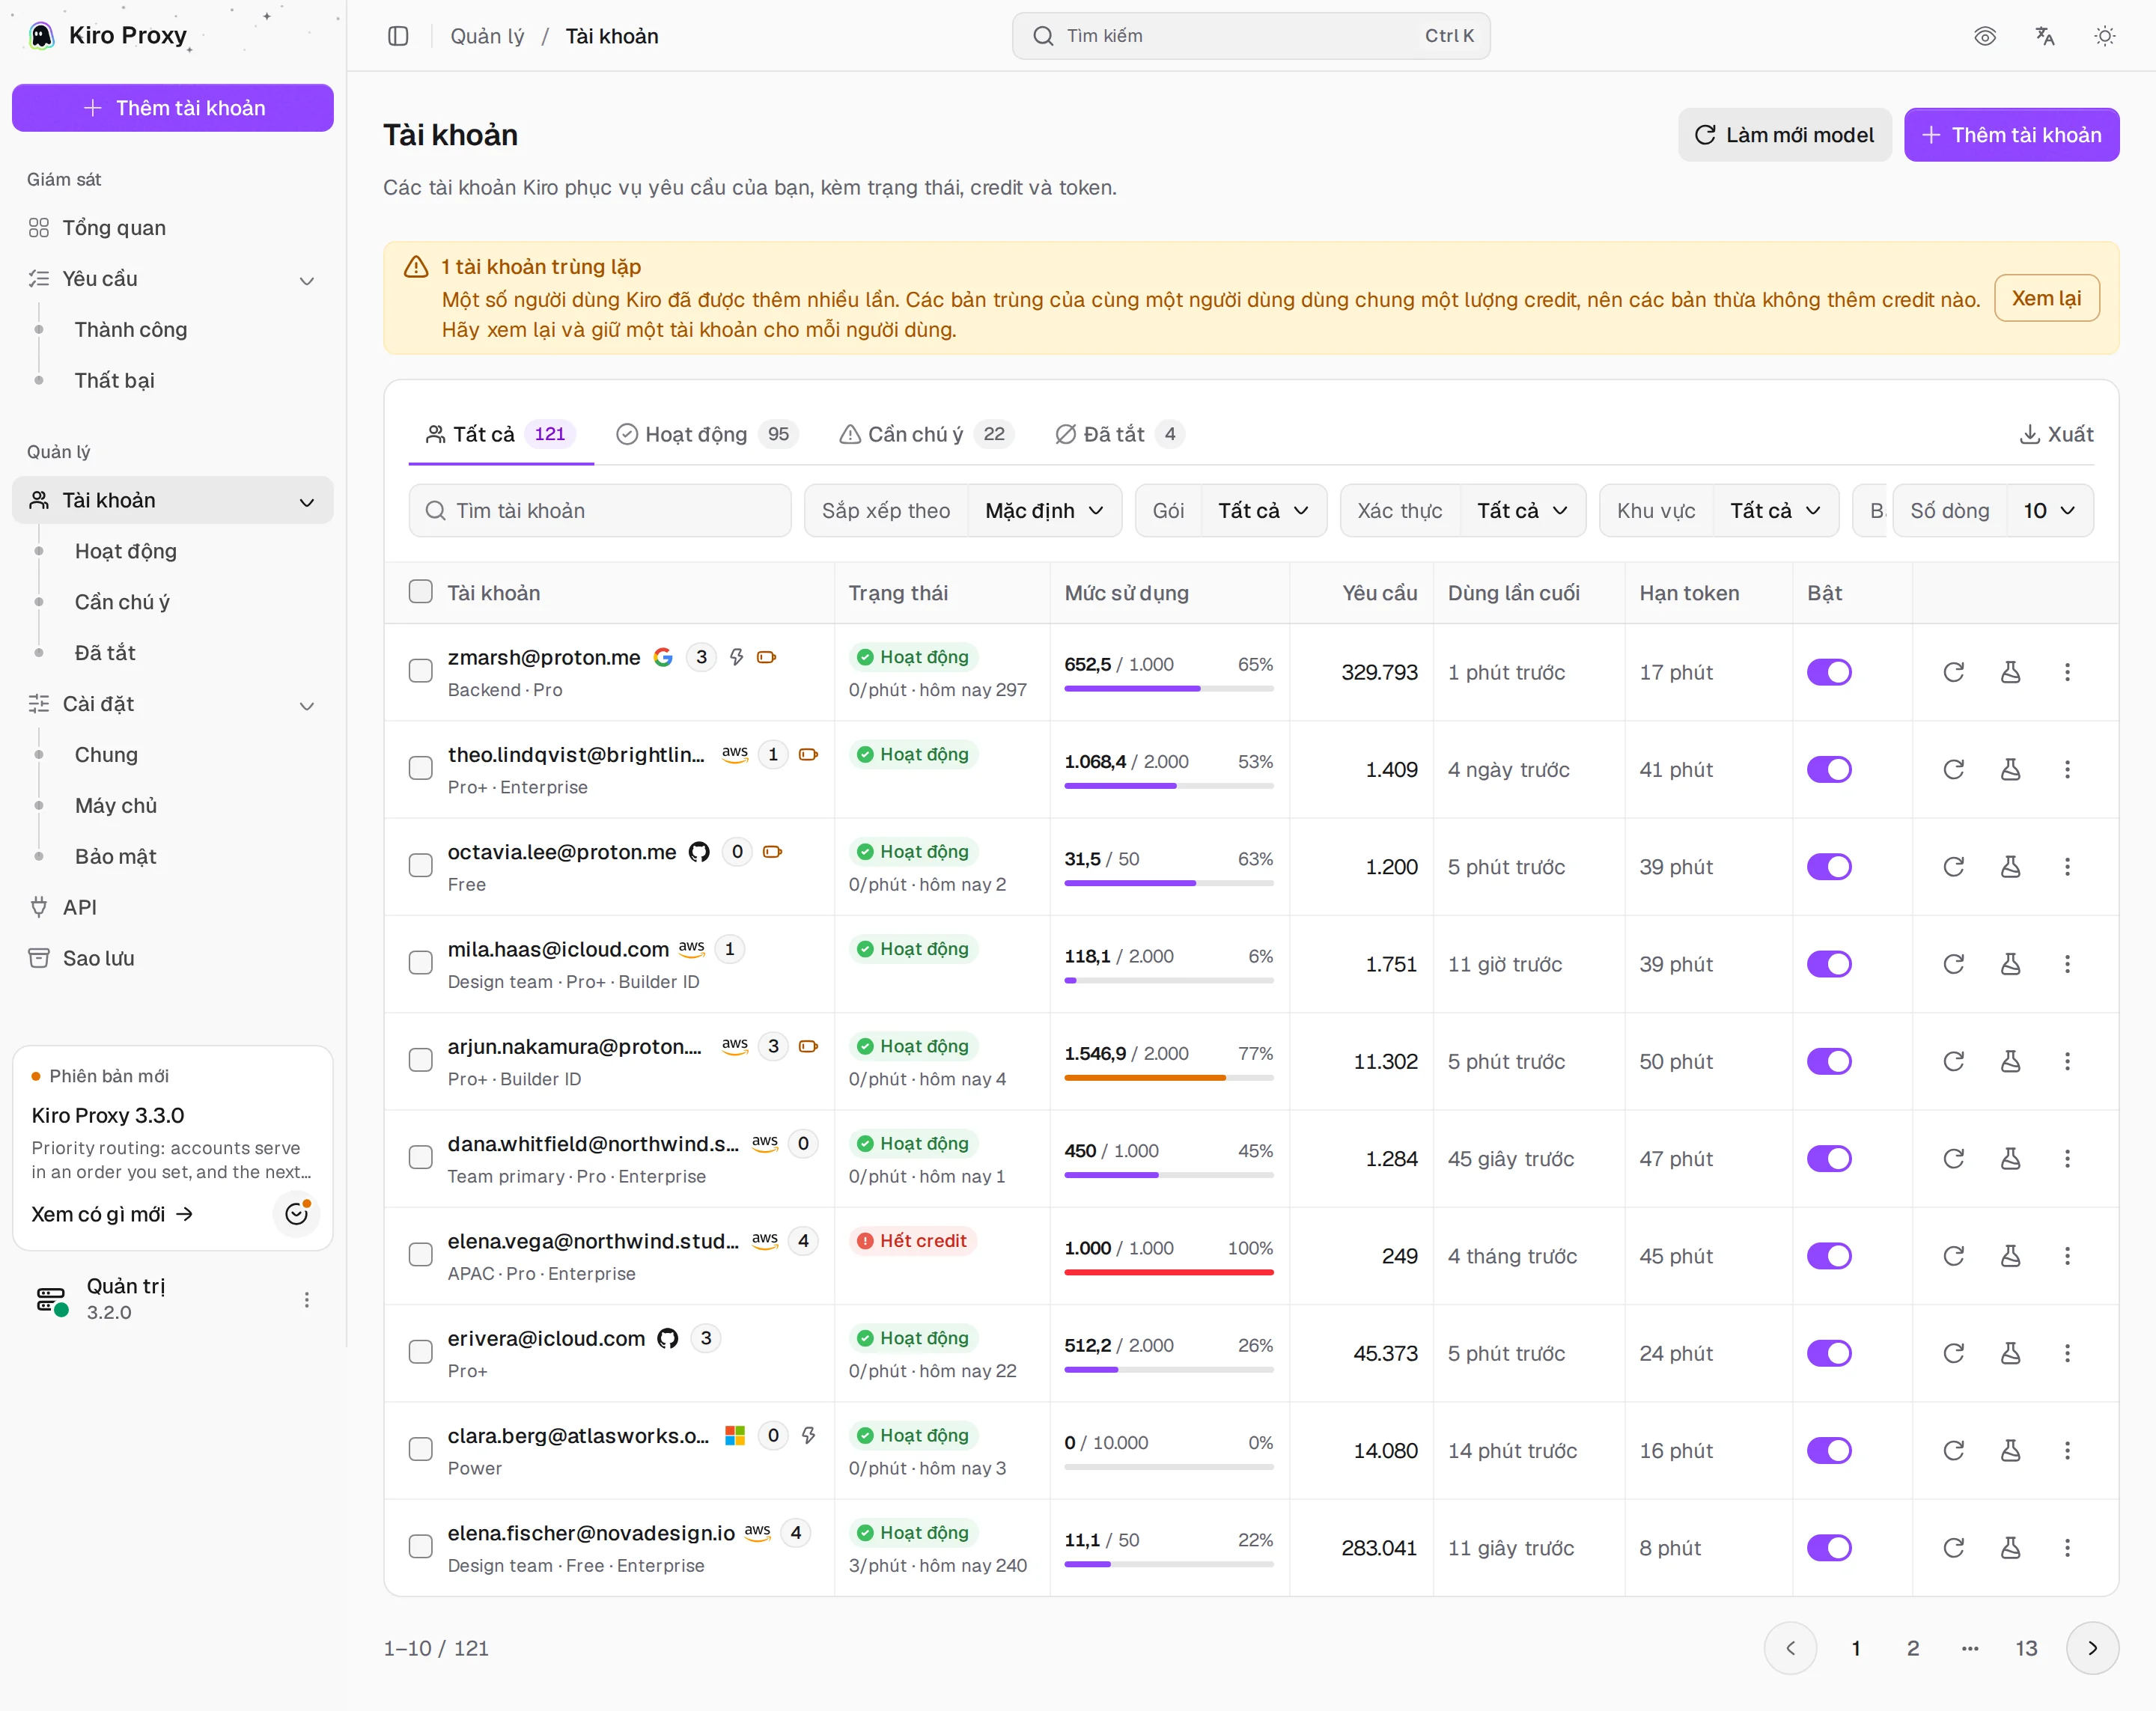 Kiro Proxy
Thêm tài khoản
Giám sát
Tổng quan
Yêu cầu
Thành công
Thất bại
Quản lý
Tài khoản
Hoạt động
Cần chú ý
Đã tắt
Cài đặt
Chung
Máy chủ
Bảo mật
API
Sao lưu
Phiên bản mới
Kiro Proxy 3.3.0
Priority routing: accounts serve
in an order you set, and the next...
Xem có gì mới →
Quản trị
3.2.0
Quản lý / Tài khoản
Tìm kiếm Ctrl K
Tài khoản
Làm mới model
Thêm tài khoản
Các tài khoản Kiro phục vụ yêu cầu của bạn, kèm trạng thái, credit và token.
1 tài khoản trùng lặp
Một số người dùng Kiro đã được thêm nhiều lần. Các bản trùng của cùng một người dùng dùng chung một lượng credit, nên các bản thừa không thêm credit nào.
Hãy xem lại và giữ một tài khoản cho mỗi người dùng.
Xem lại
Tất cả 121 Hoạt động 95 Cần chú ý 22 Đã tắt 4 Xuất
Tìm tài khoản Sắp xếp theo Mặc định Gói Tất cả Xác thực Tất cả Khu vực Tất cả Số dòng 10
Tài khoản Trạng thái Mức sử dụng Yêu cầu Dùng lần cuối Hạn token Bật
zmarsh@proton.me 3 Hoạt động 652,5 / 1.000 65% 329.793 1 phút trước 17 phút
Backend · Pro 0/phút · hôm nay 297
theo.lindqvist@brightlin... aws 1 Hoạt động 1.068,4 / 2.000 53% 1.409 4 ngày trước 41 phút
Pro+ · Enterprise
octavia.lee@proton.me 0 Hoạt động 31,5 / 50 63% 1.200 5 phút trước 39 phút
Free 0/phút · hôm nay 2
mila.haas@icloud.com aws 1 Hoạt động 118,1 / 2.000 6% 1.751 11 giờ trước 39 phút
Design team · Pro+ · Builder ID
arjun.nakamura@proton.... aws 3 Hoạt động 1.546,9 / 2.000 77% 11.302 5 phút trước 50 phút
Pro+ · Builder ID 0/phút · hôm nay 4
dana.whitfield@northwind.s... aws 0 Hoạt động 450 / 1.000 45% 1.284 45 giây trước 47 phút
Team primary · Pro · Enterprise 0/phút · hôm nay 1
elena.vega@northwind.stud... aws 4 Hết credit 1.000 / 1.000 100% 249 4 tháng trước 45 phút
APAC · Pro · Enterprise
erivera@icloud.com 3 Hoạt động 512,2 / 2.000 26% 45.373 5 phút trước 24 phút
Pro+ 0/phút · hôm nay 22
clara.berg@atlasworks.o... 0 Hoạt động 0 / 10.000 0% 14.080 14 phút trước 16 phút
Power 0/phút · hôm nay 3
elena.fischer@novadesign.io aws 4 Hoạt động 11,1 / 50 22% 283.041 11 giây trước 8 phút
Design team · Free · Enterprise 3/phút · hôm nay 240
1–10 / 121
1 2 ... 13